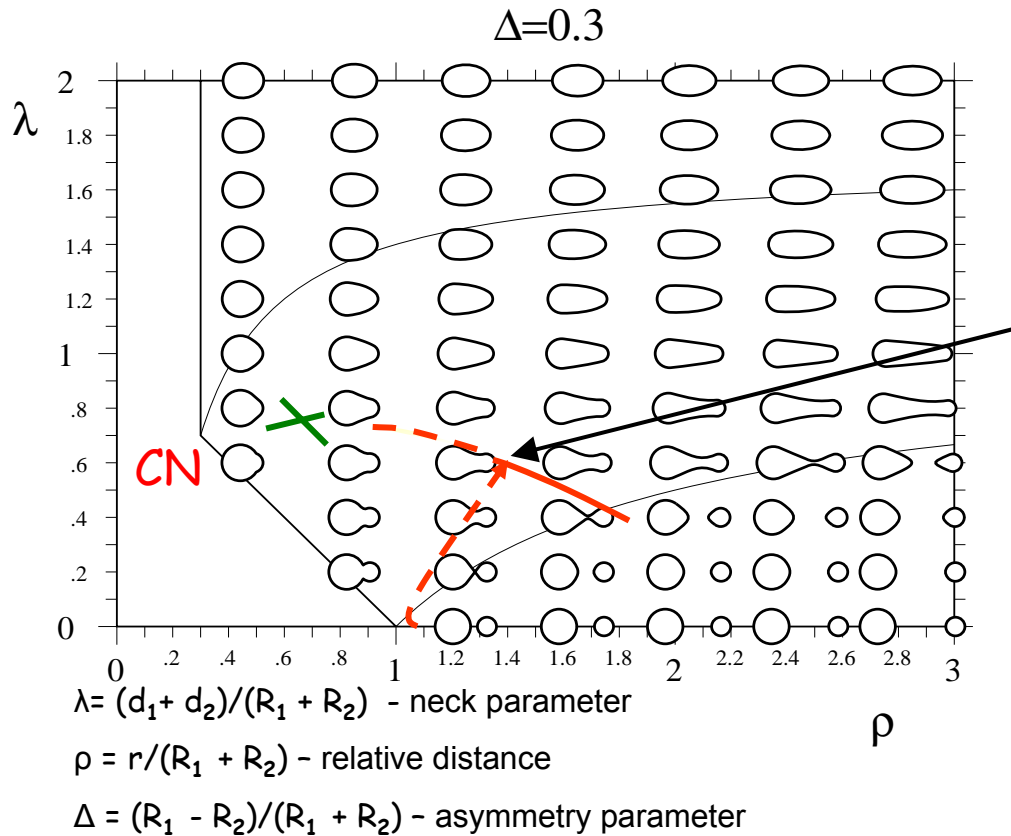 Δ=0.3
λ
2
1.8
1.6
1.4
1.2
1
.8
.6
.4
.2
0
CN
0 .2 .4 .6 .8 1 1.2 1.4 1.6 1.8 2 2.2 2.4 2.6 2.8 3
ρ
λ= (d₁+ d₂)/(R₁ + R₂) - neck parameter
ρ = r/(R₁ + R₂) – relative distance
Δ = (R₁ - R₂)/(R₁ + R₂) – asymmetry parameter